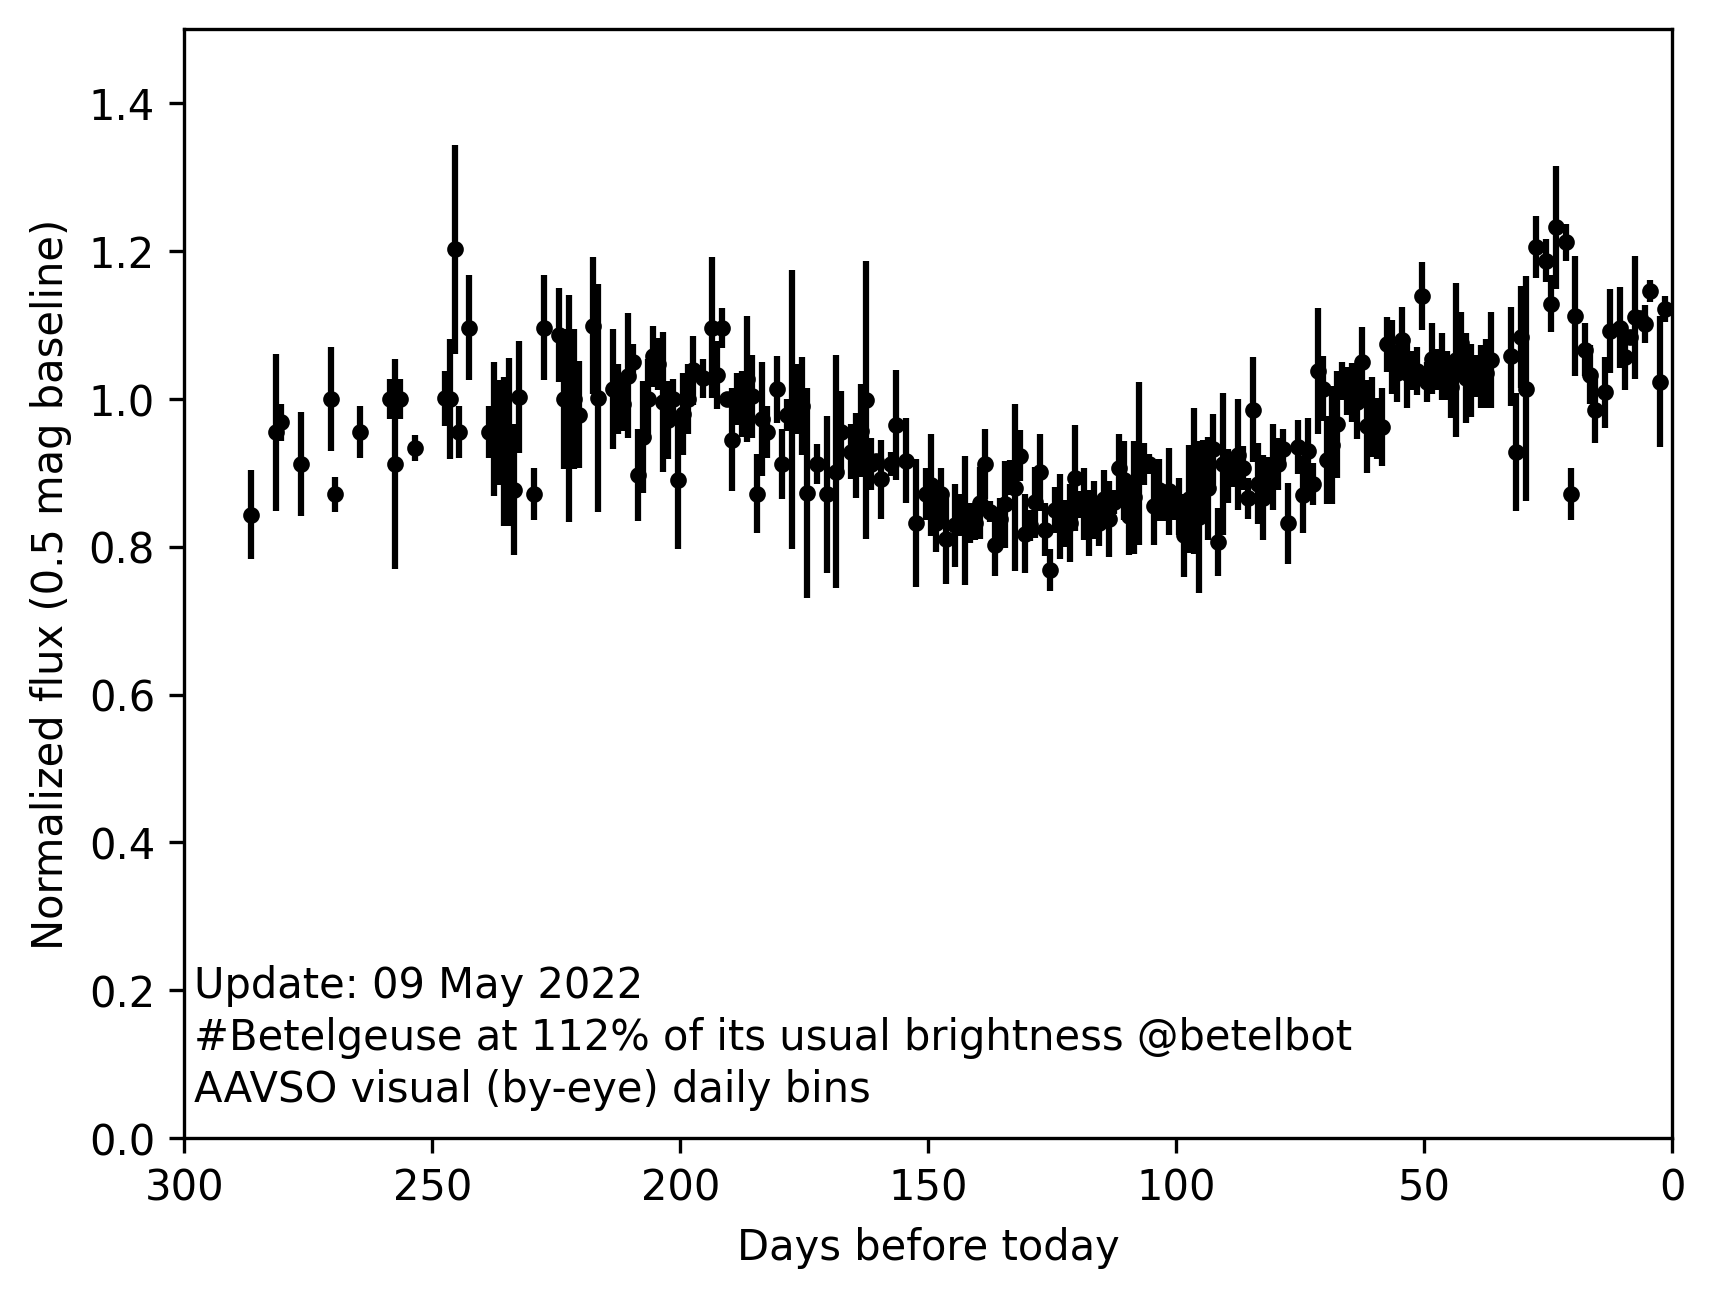 1.4
1.2
1.0
0.8
0.6
0.4
0.2
0.0
Normalized flux (0.5 mag baseline)
Update: 09 May 2022
#Betelgeuse at 112% of its usual brightness @betelbot
AAVSO visual (by-eye) daily bins
300 250 200 150 100 50 0
Days before today